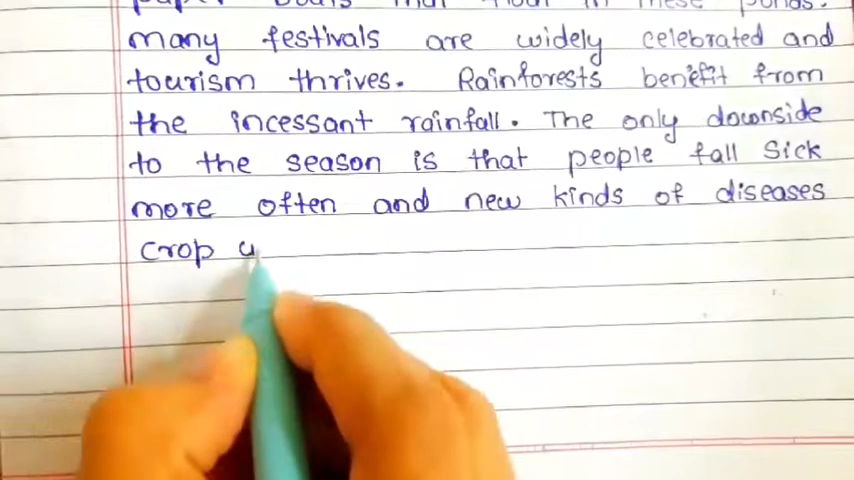 many festivals are widely celebrated and
tourism thrives. Rainforests benefit from
the incessant rainfall. The only downside
to the season is that people fall sick
more often and new kinds of diseases
crop u